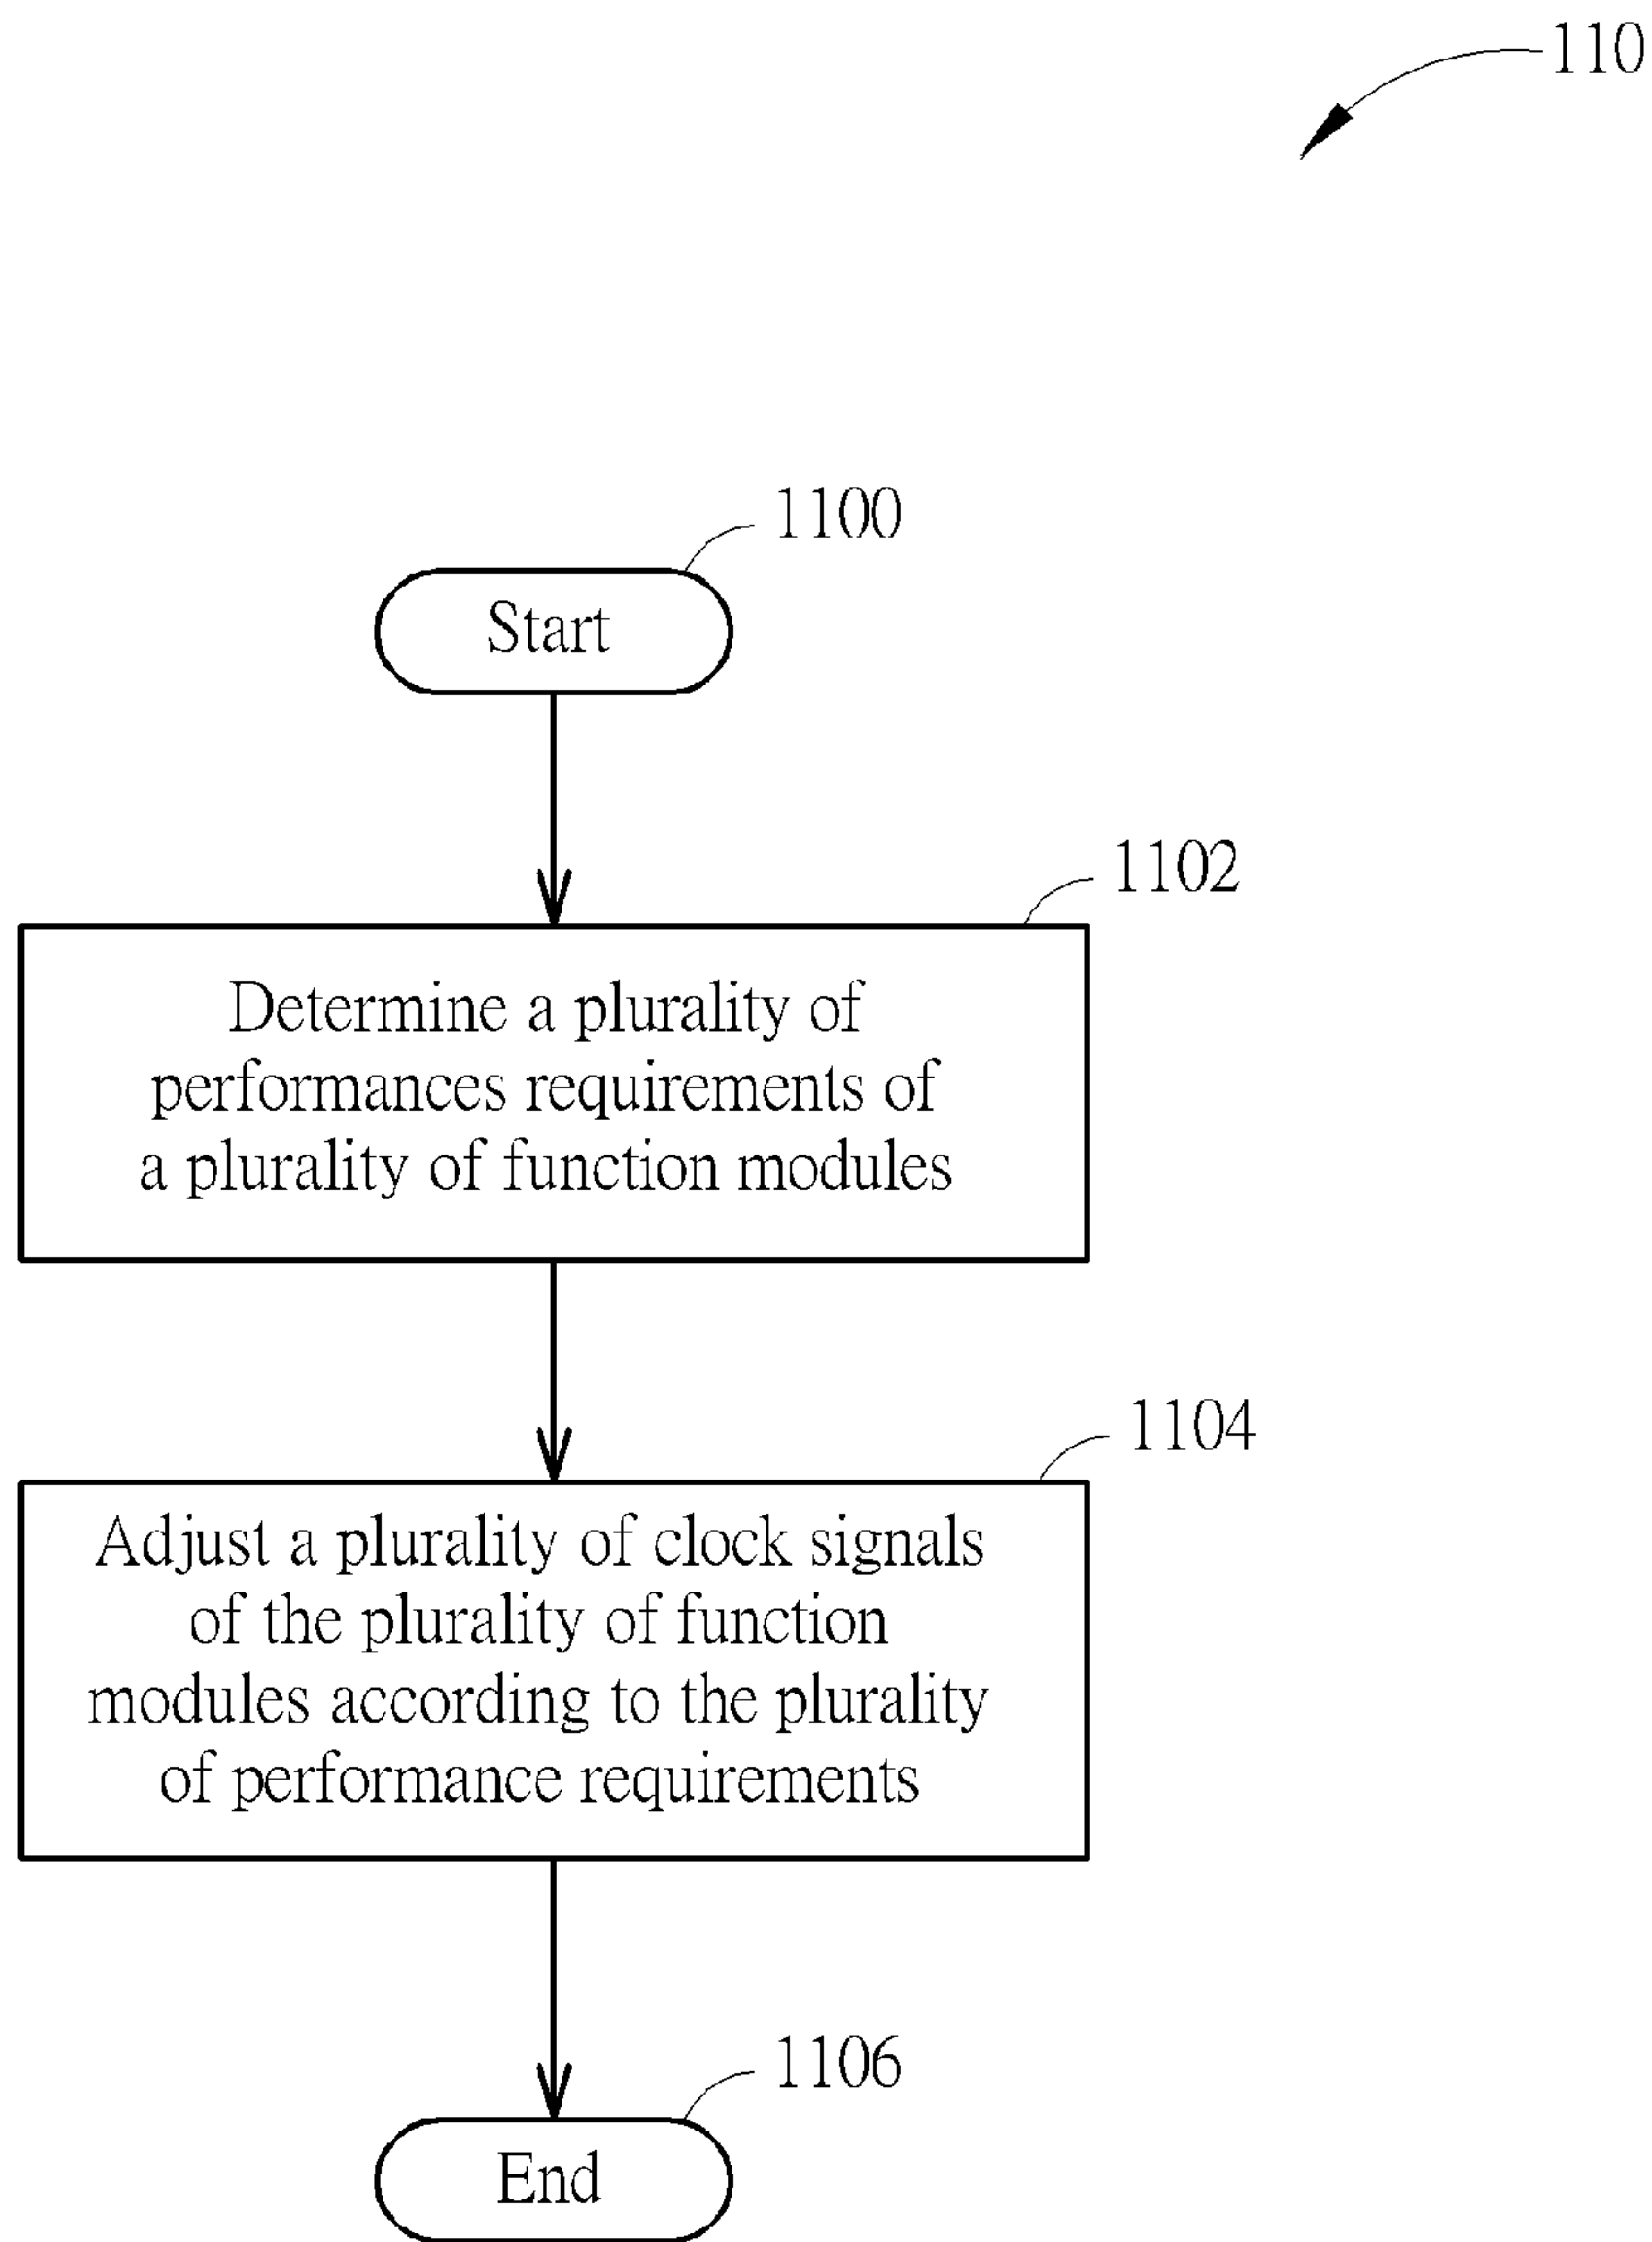 110
1100
Start
1102
Determine a plurality of
performances requirements of
a plurality of function modules
1104
Adjust a plurality of clock signals
of the plurality of function
modules according to the plurality
of performance requirements
1106
End